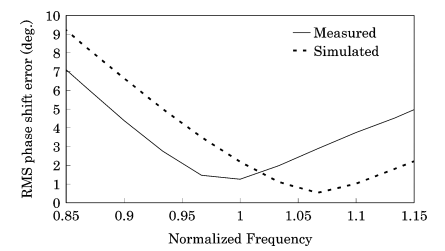 RMS phase shift error (deg.)
10
9
8
7
6
5
4
3
2
1
0
Measured
Simulated
0.85 0.9 0.95 1 1.05 1.1 1.15
Normalized Frequency